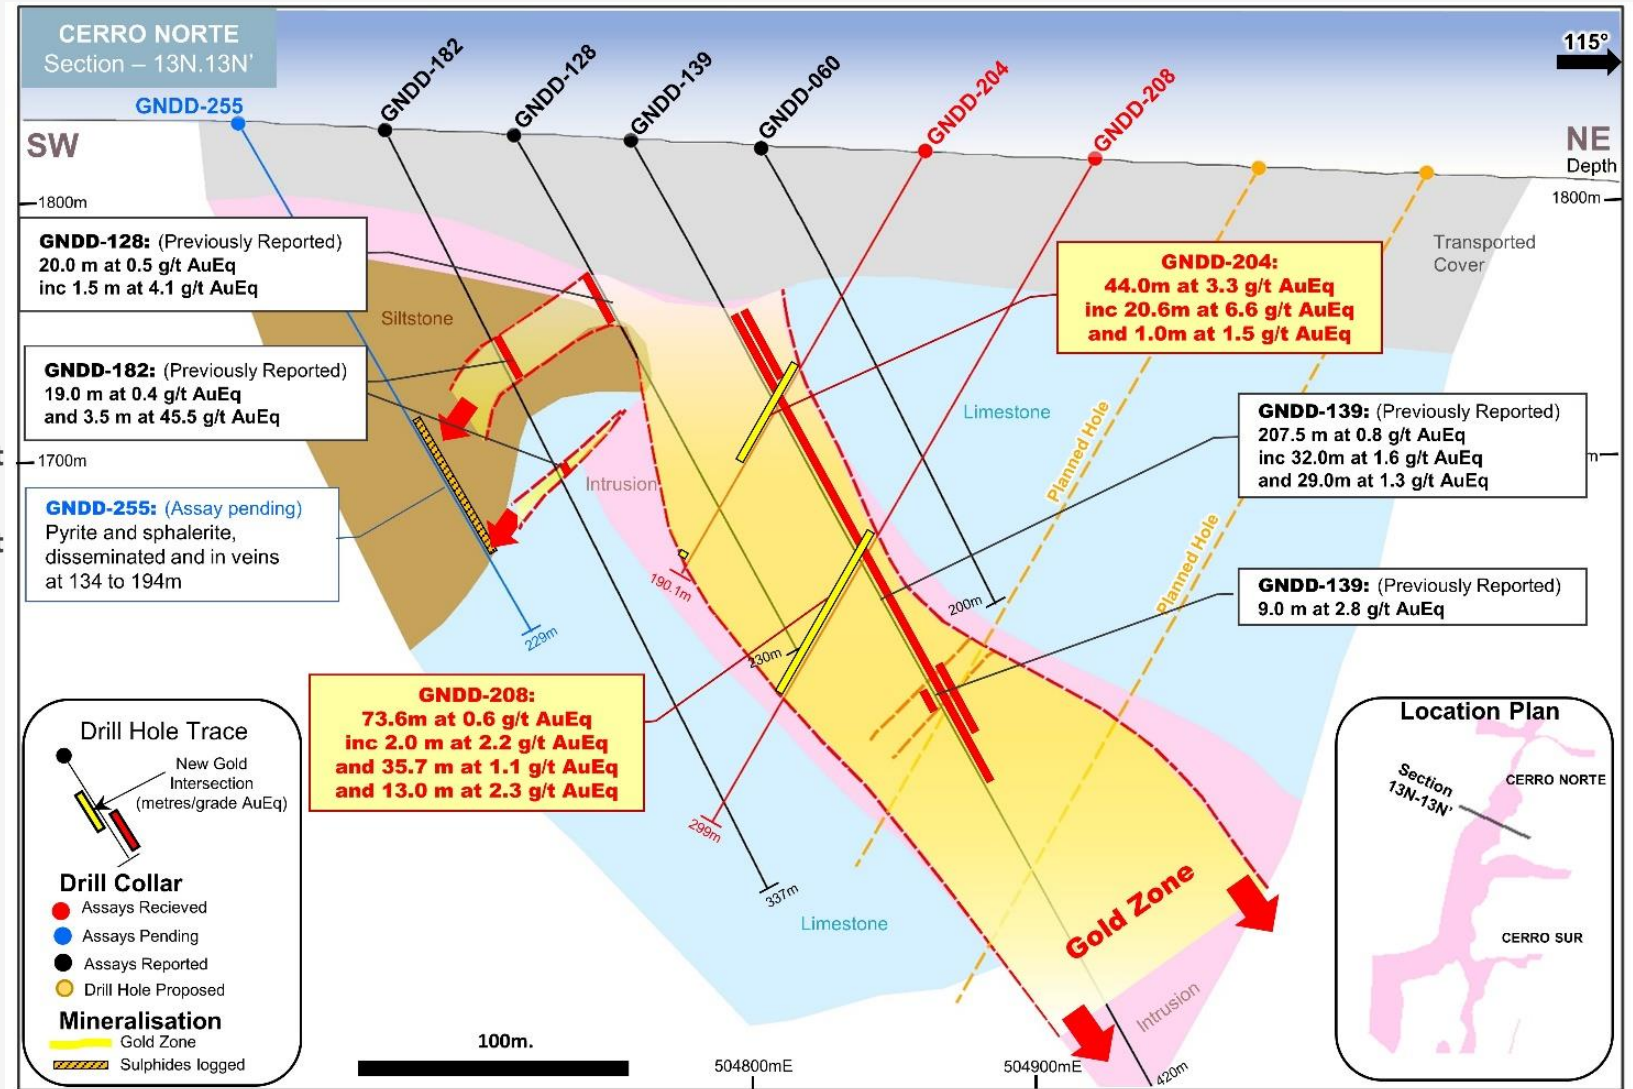 CERRO NORTE
Section – 13N.13N'
GNDD-255
GNDD-182
GNDD-128
GNDD-139
GNDD-060
GNDD-204
GNDD-208
115°
SW
NE
Depth
1800m
1800m
GNDD-128: (Previously Reported)
20.0 m at 0.5 g/t AuEq
inc 1.5 m at 4.1 g/t AuEq
Transported
Cover
GNDD-204:
44.0m at 3.3 g/t AuEq
inc 20.6m at 6.6 g/t AuEq
and 1.0m at 1.5 g/t AuEq
Siltstone
GNDD-182: (Previously Reported)
19.0 m at 0.4 g/t AuEq
and 3.5 m at 45.5 g/t AuEq
Limestone
GNDD-139: (Previously Reported)
207.5 m at 0.8 g/t AuEq
inc 32.0m at 1.6 g/t AuEq
and 29.0m at 1.3 g/t AuEq
Planned Hole
1700m
m
Intrusion
GNDD-255: (Assay pending)
Pyrite and sphalerite,
disseminated and in veins
at 134 to 194m
Planned Hole
190.1m
200m
GNDD-139: (Previously Reported)
9.0 m at 2.8 g/t AuEq
229m
230m
GNDD-208:
73.6m at 0.6 g/t AuEq
inc 2.0 m at 2.2 g/t AuEq
and 35.7 m at 1.1 g/t AuEq
and 13.0 m at 2.3 g/t AuEq
299m
337m
Limestone
Gold Zone
Intrusion
420m
Drill Hole Trace
New Gold
Intersection
(metres/grade AuEq)
Drill Collar
Assays Recieved
Assays Pending
Assays Reported
Drill Hole Proposed
Mineralisation
Gold Zone
Sulphides logged
100m.
504800mE
504900mE
Location Plan
Section
13N-13N'
CERRO NORTE
CERRO SUR